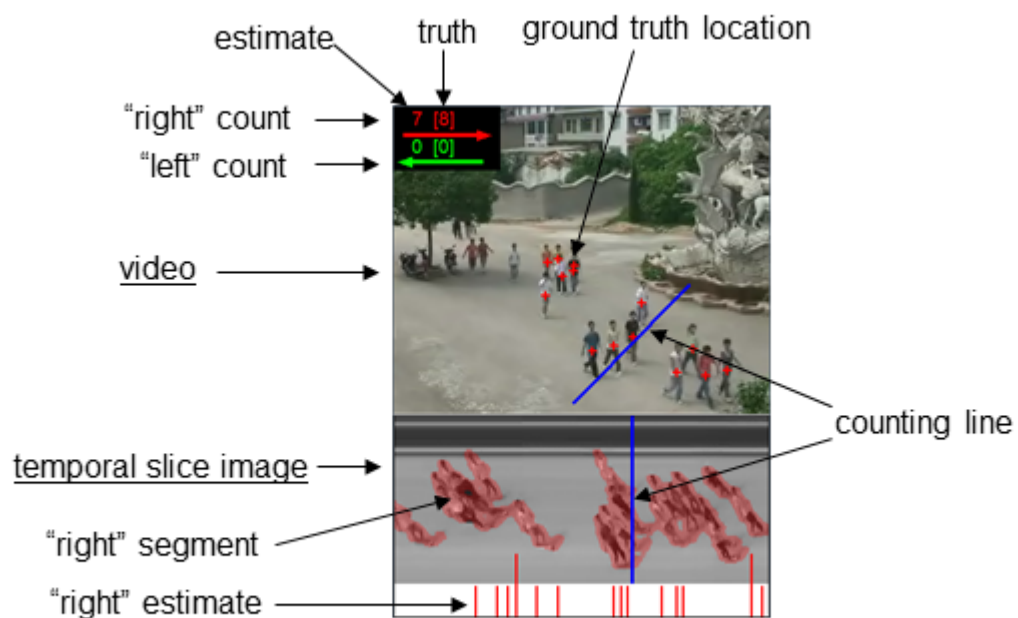 estimate
truth
ground truth location
“right” count
7 [8]
“left” count
0 [0]
video
counting line
temporal slice image
“right” segment
“right” estimate